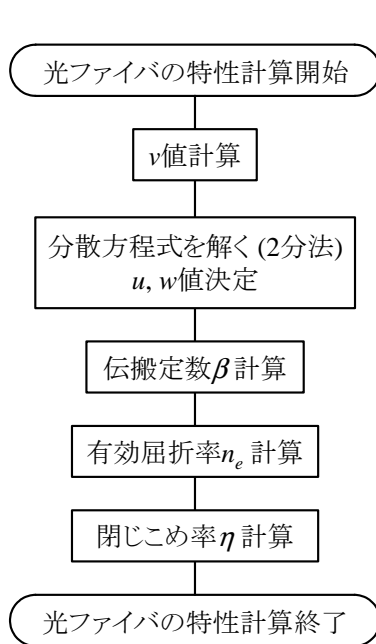 光ファイバの特性計算開始
v値計算
分散方程式を解く(2分法)
u, w値決定
伝搬定数β計算
有効屈折率nₑ計算
閉じこめ率η計算
光ファイバの特性計算終了